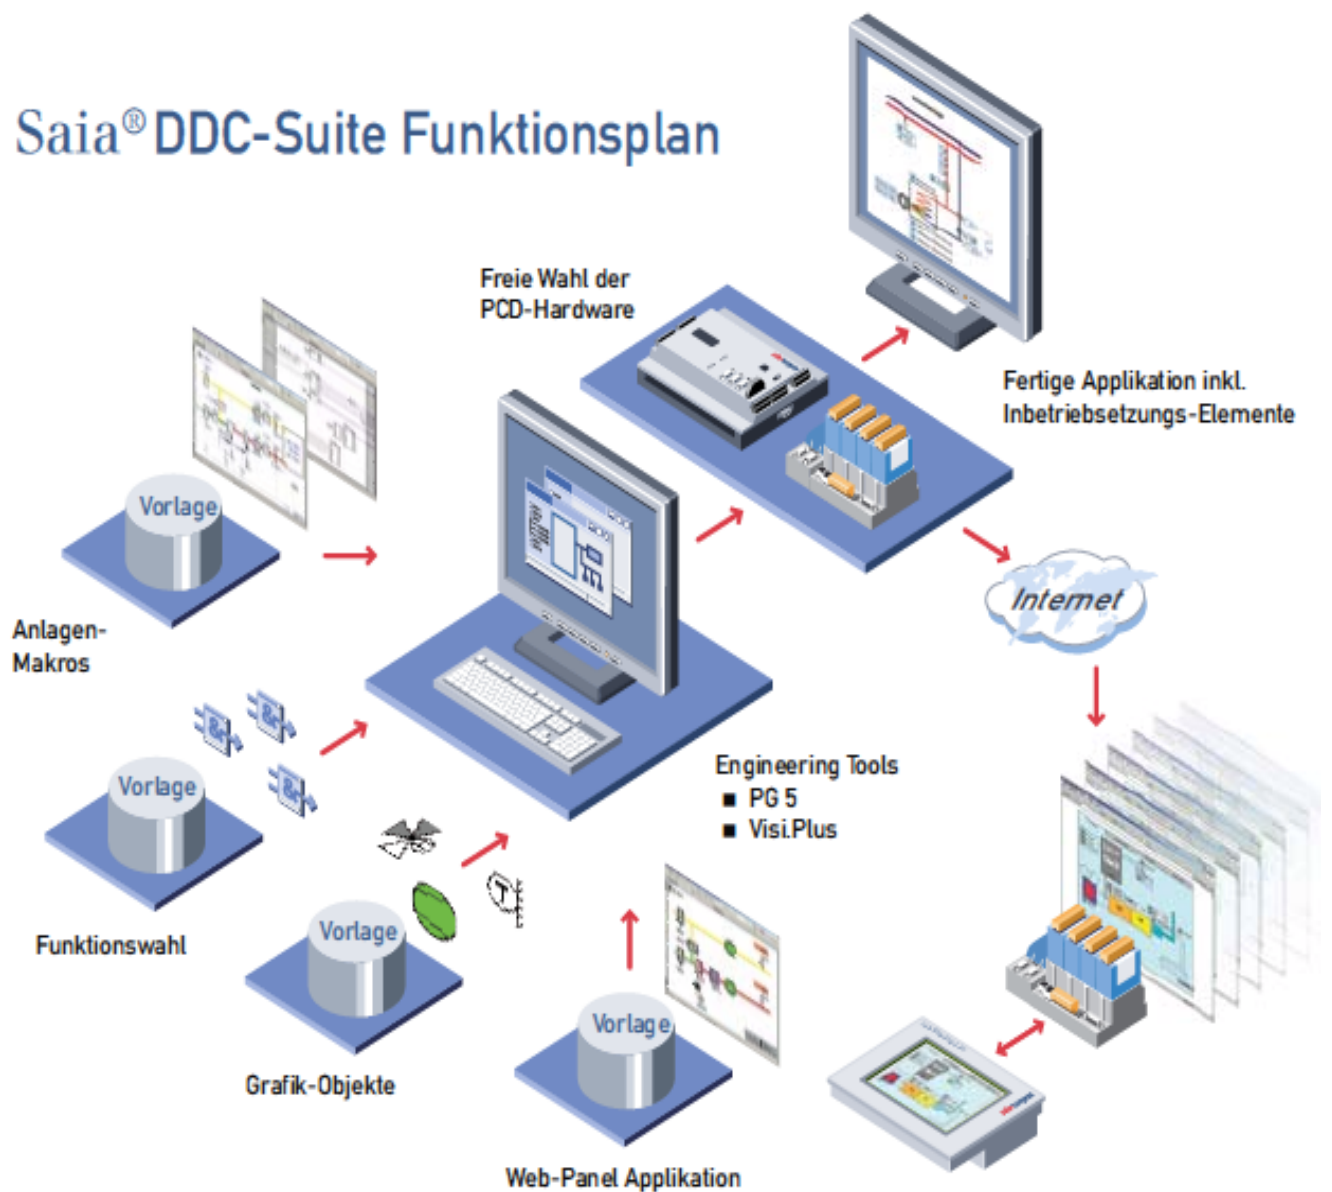 Saia® DDC-Suite Funktionsplan
Freie Wahl der
PCD-Hardware
Fertige Applikation inkl.
Inbetriebsetzungs-Elemente
Vorlage
Anlagen-
Makros
Internet
Vorlage
Funktionswahl
Engineering Tools
■ PG 5
■ Visi.Plus
Vorlage
T
Grafik-Objekte
Vorlage
Web-Panel Applikation